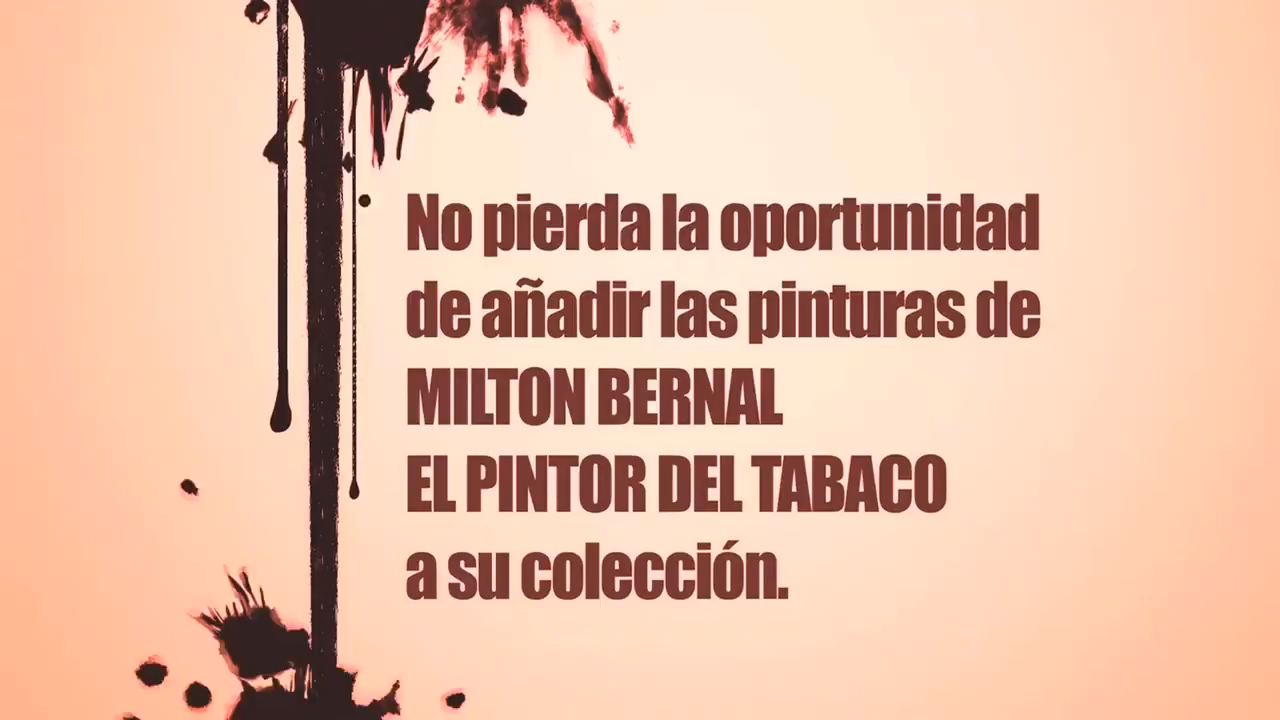 No pierda la oportunidad
de añadir las pinturas de
MILTON BERNAL
EL PINTOR DEL TABACO
a su colección.